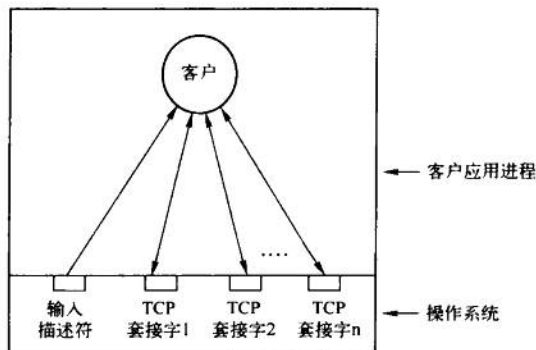 客户
客户应用进程
....
输入 描述符
TCP 套接字1
TCP 套接字2
TCP 套接字n
操作系统